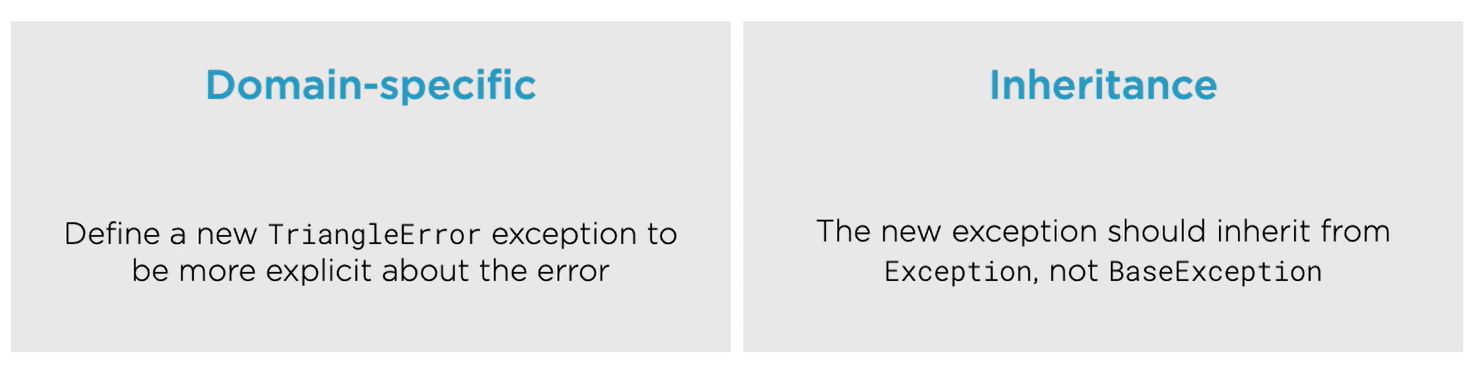 Domain-specific
Define a new TriangleError exception to
be more explicit about the error
Inheritance
The new exception should inherit from
Exception, not BaseException